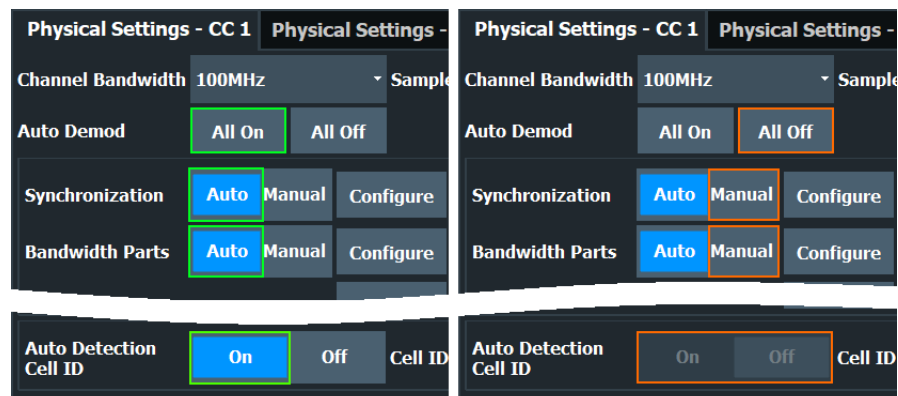 Physical Settings - CC 1 Physical Settings -
Channel Bandwidth 100MHz Sample
Auto Demod All On All Off
Synchronization Auto Manual Configure
Bandwidth Parts Auto Manual Configure
Auto Detection
Cell ID On Off Cell ID
Physical Settings - CC 1 Physical Settings -
Channel Bandwidth 100MHz Sample
Auto Demod All On All Off
Synchronization Auto Manual Configure
Bandwidth Parts Auto Manual Configure
Auto Detection
Cell ID On Off Cell ID